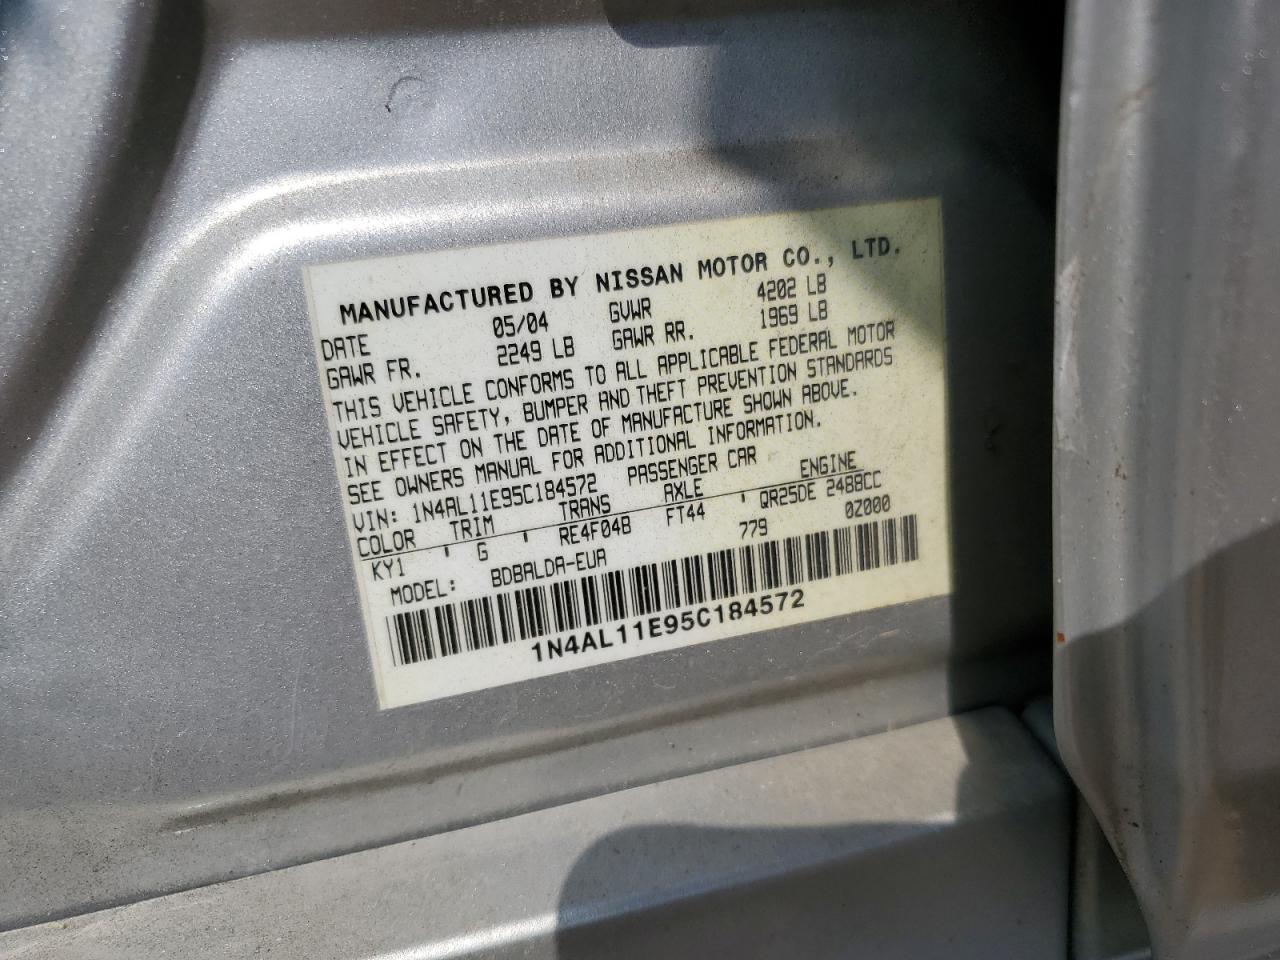 MANUFACTURED BY NISSAN MOTOR CO., LTD.
DATE 05/04 GVWR 4202 LB
GAWR FR. 2249 LB GAWR RR. 1969 LB
THIS VEHICLE CONFORMS TO ALL APPLICABLE FEDERAL MOTOR
VEHICLE SAFETY, BUMPER AND THEFT PREVENTION STANDARDS
IN EFFECT ON THE DATE OF MANUFACTURE SHOWN ABOVE.
SEE OWNERS MANUAL FOR ADDITIONAL INFORMATION.
VIN: 1N4AL11E95C184572 PASSENGER CAR
COLOR TRIM TRANS AXLE ENGINE
KY1 G RE4F04B FT44 QR25DE 2488CC
MODEL: BDBALDA-EUA 779 0Z000
1N4AL11E95C184572